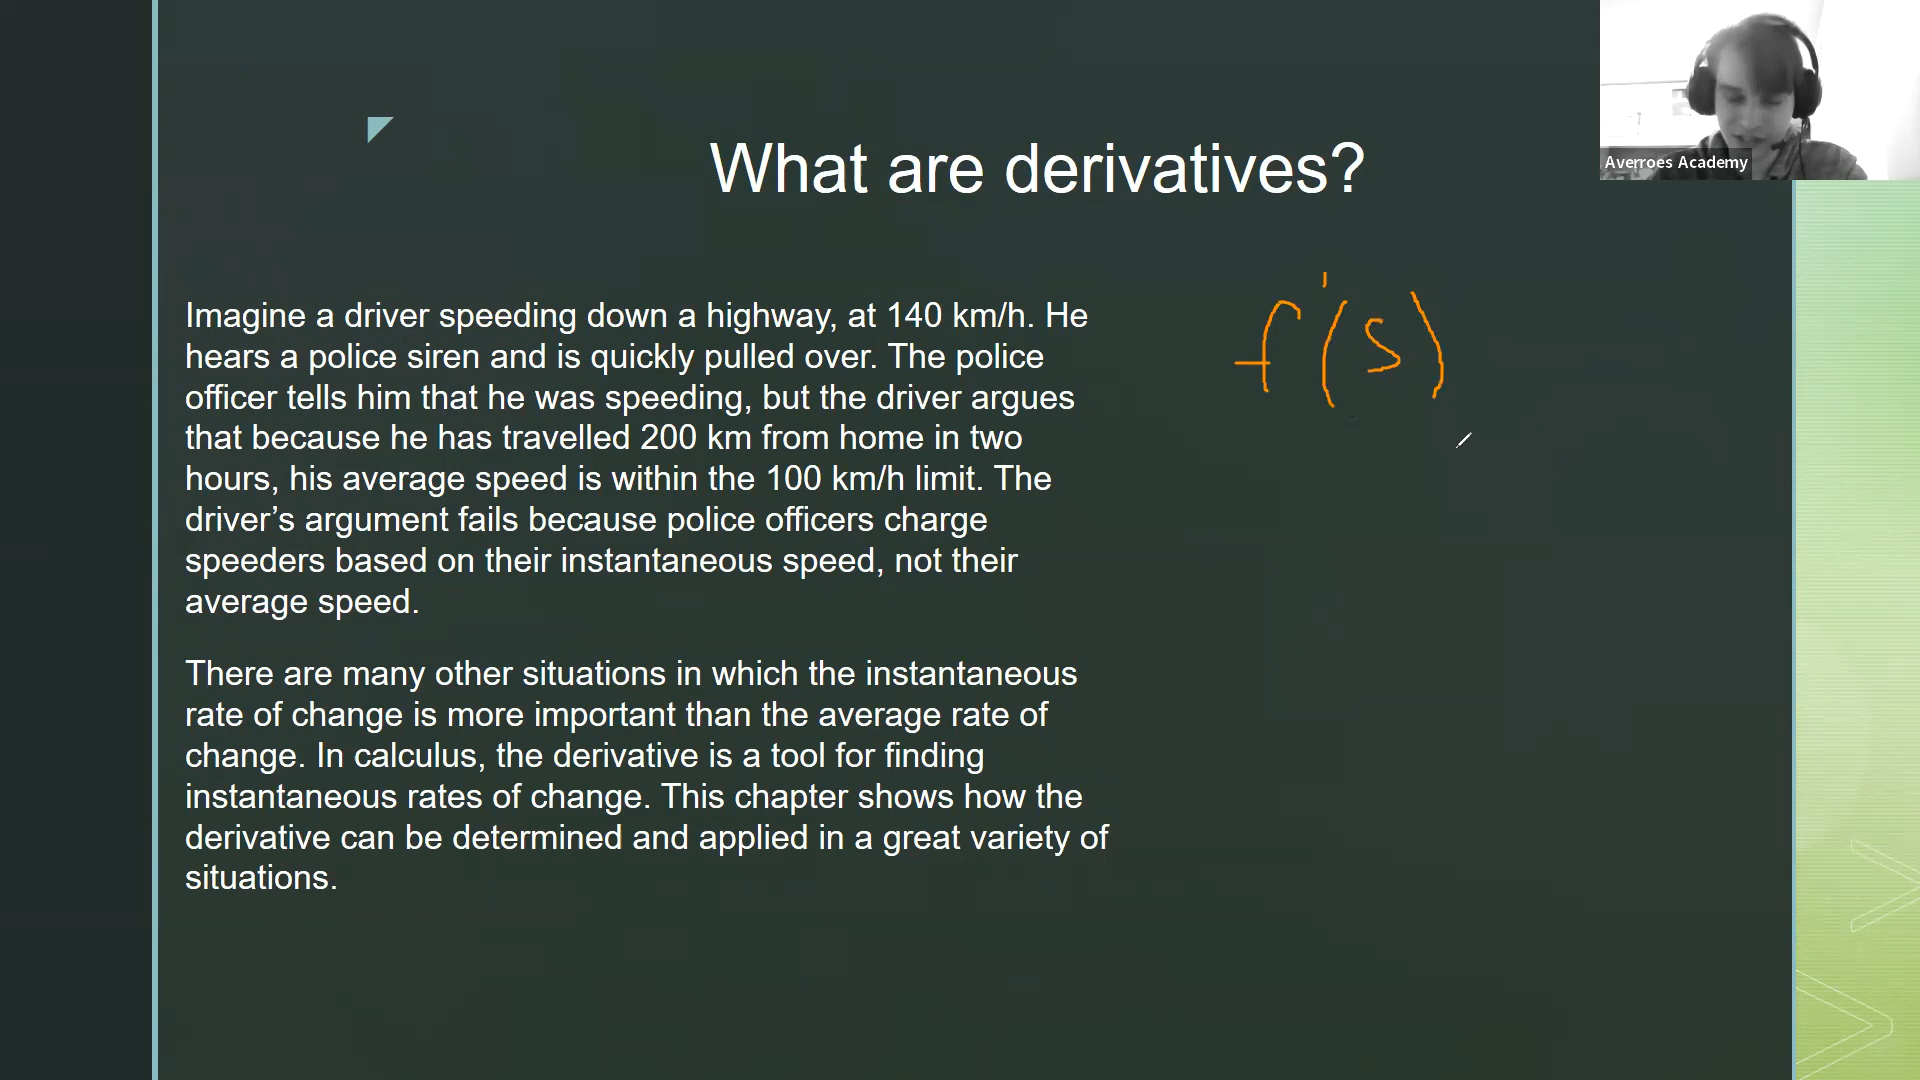 Averroes Academy
What are derivatives?
Imagine a driver speeding down a highway, at 140 km/h. He
hears a police siren and is quickly pulled over. The police
officer tells him that he was speeding, but the driver argues
that because he has travelled 200 km from home in two
hours, his average speed is within the 100 km/h limit. The
driver’s argument fails because police officers charge
speeders based on their instantaneous speed, not their
average speed.
There are many other situations in which the instantaneous
rate of change is more important than the average rate of
change. In calculus, the derivative is a tool for finding
instantaneous rates of change. This chapter shows how the
derivative can be determined and applied in a great variety of
situations.
f'(s)